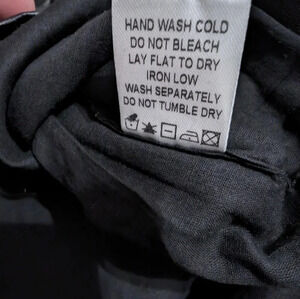 HAND WASH COLD
DO NOT BLEACH
LAY FLAT TO DRY
IRON LOW
WASH SEPARATELY
DO NOT TUMBLE DRY